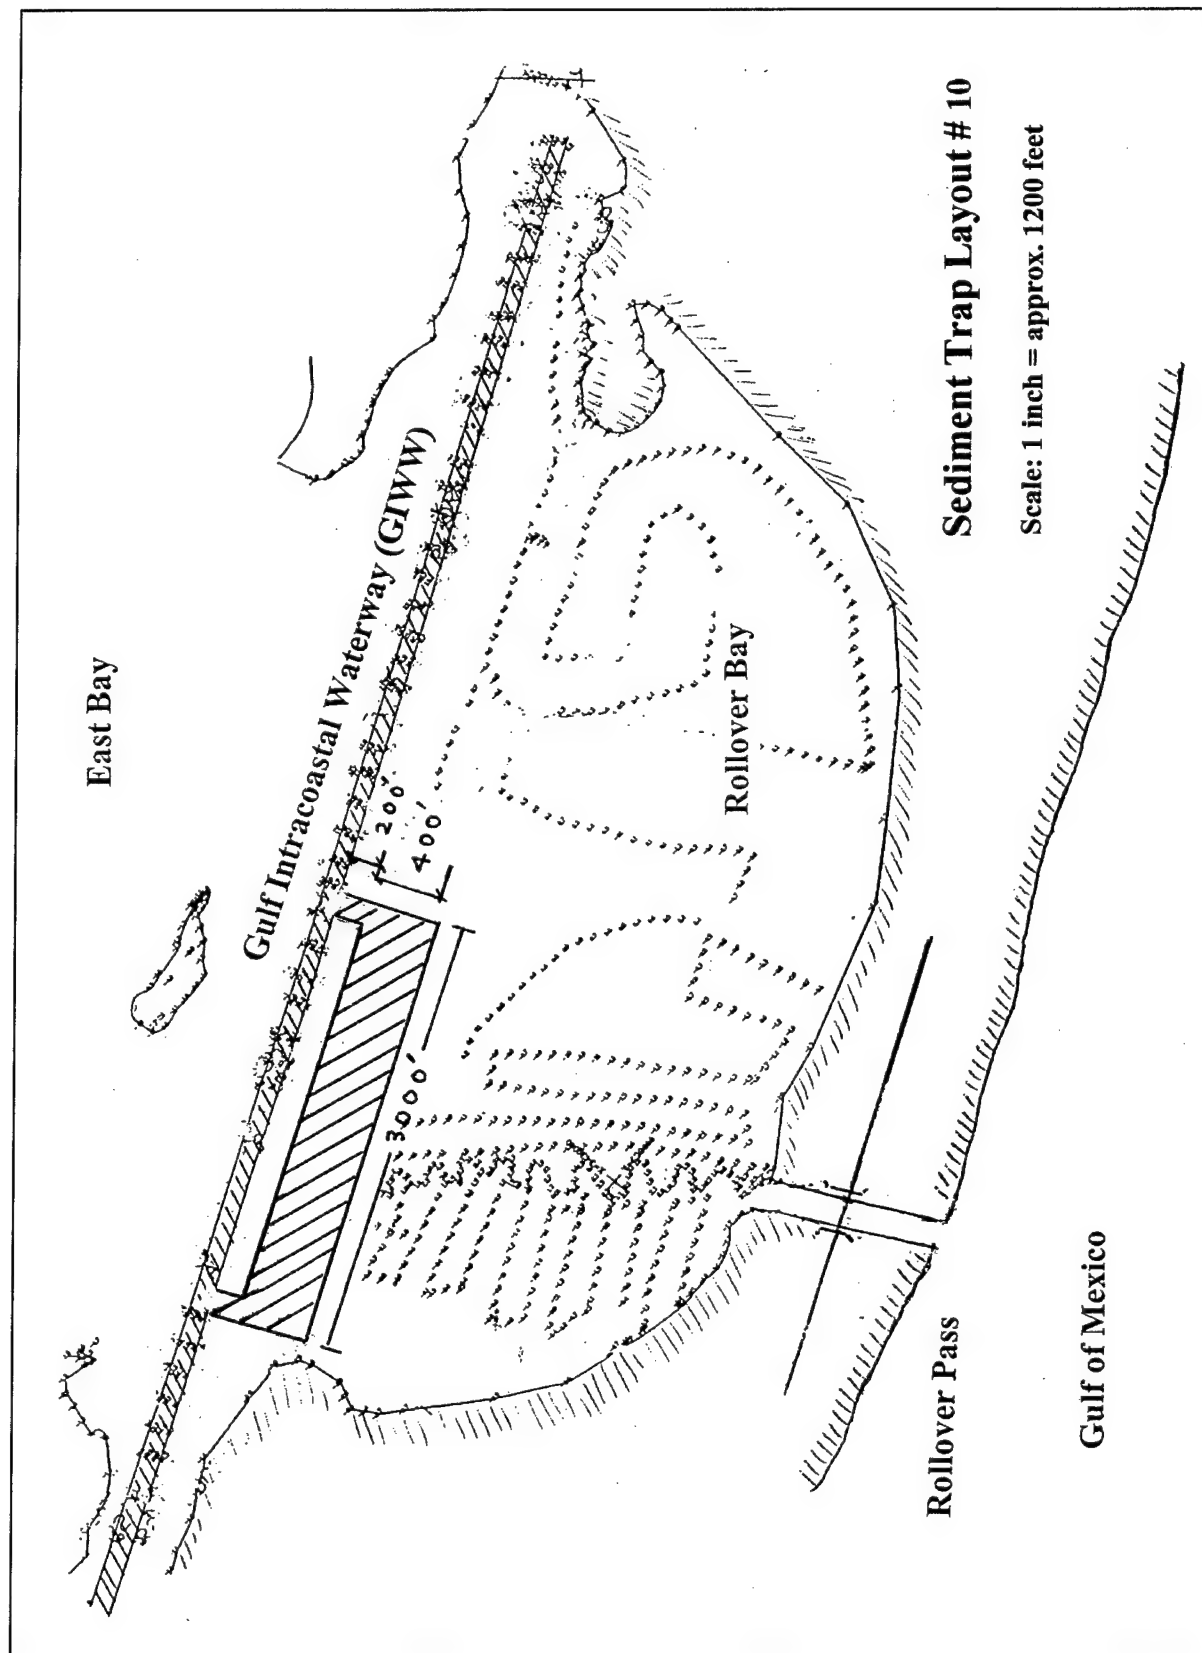 East Bay
Gulf Intracoastal Waterway (GIWW)
200'
400'
3000'
Rollover Bay
Rollover Pass
Gulf of Mexico
Sediment Trap Layout # 10
Scale: 1 inch = approx. 1200 feet